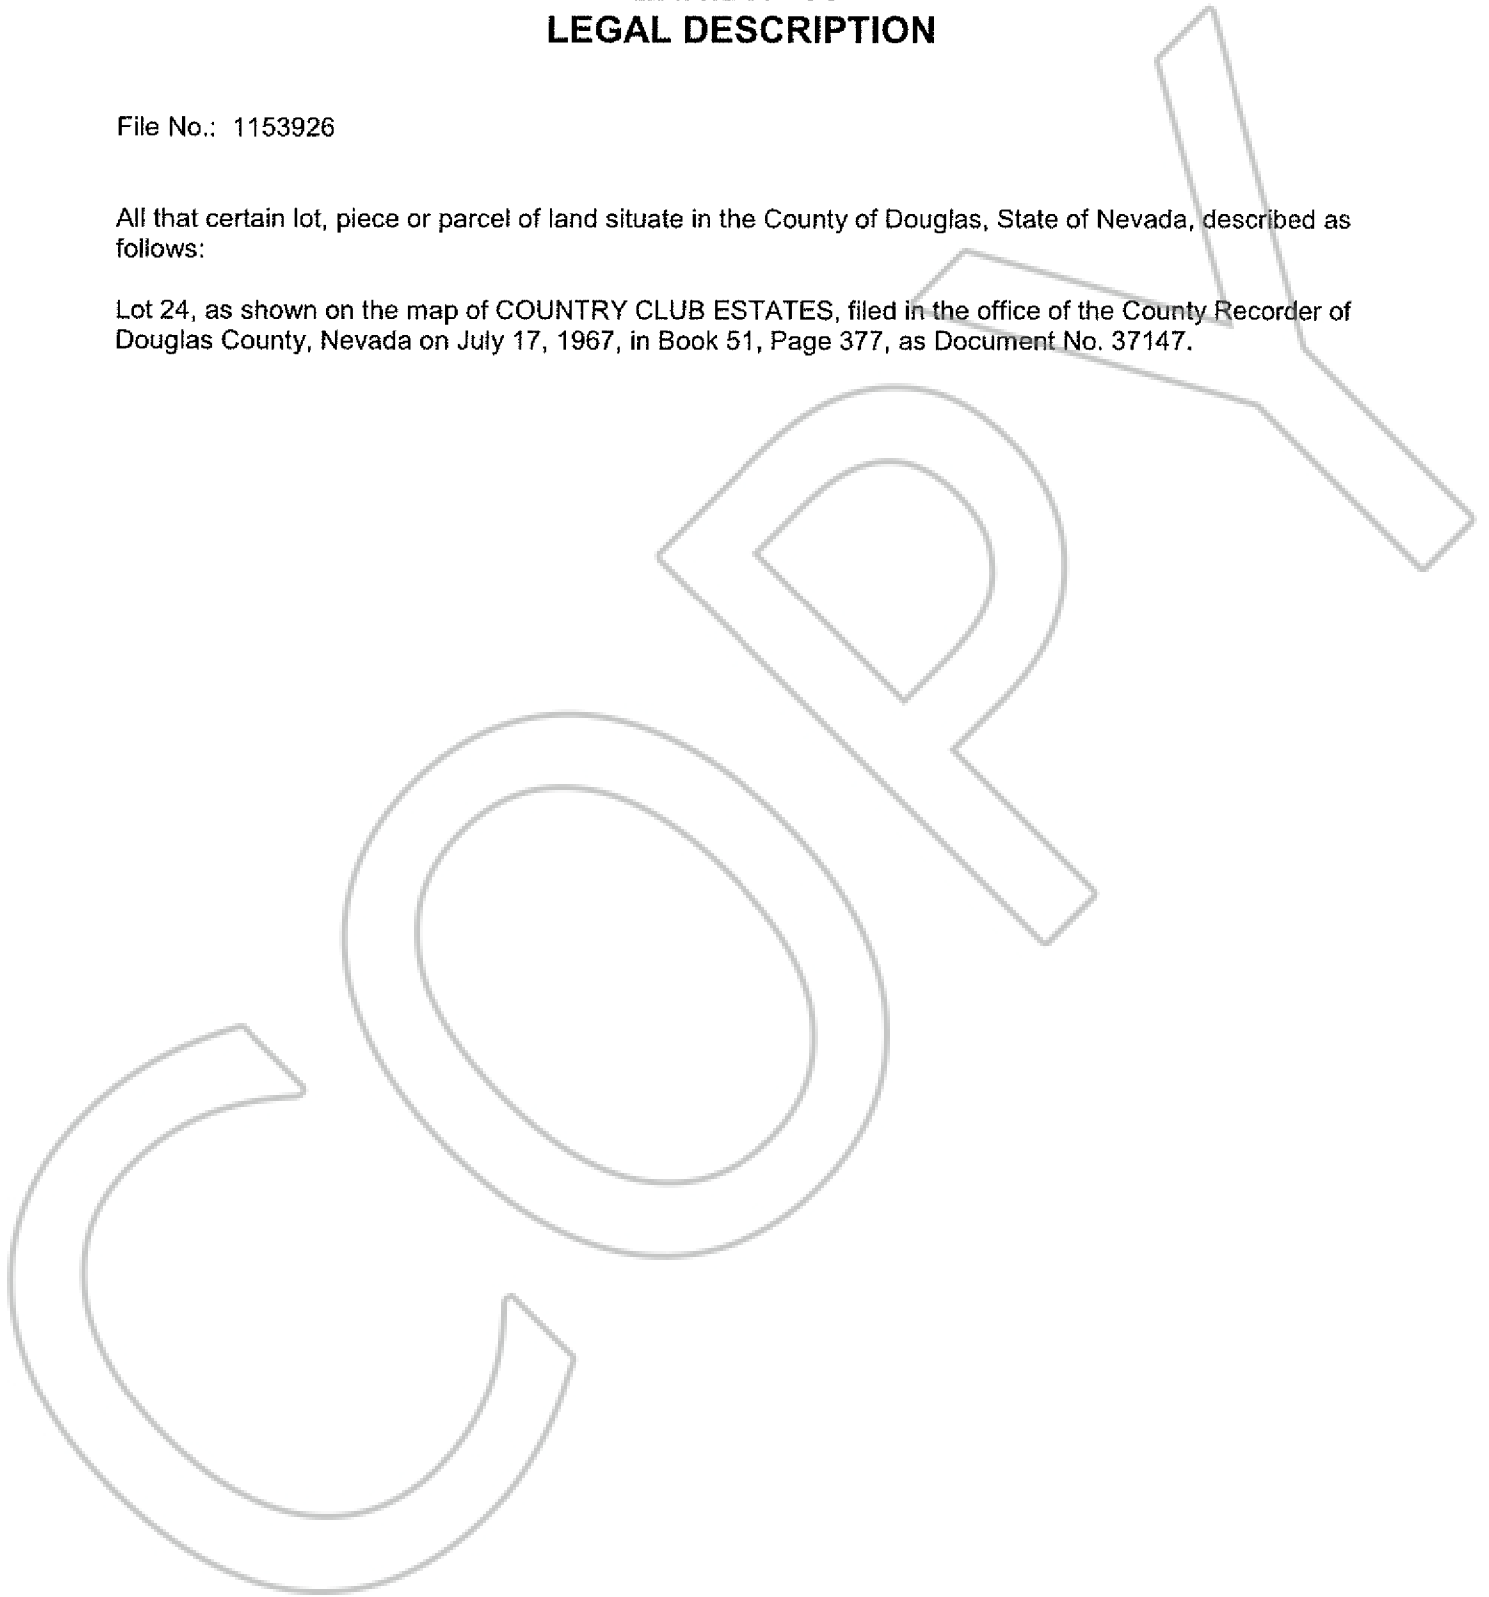 LEGAL DESCRIPTION
File No.: 1153926
All that certain lot, piece or parcel of land situate in the County of Douglas, State of Nevada, described as
follows:
Lot 24, as shown on the map of COUNTRY CLUB ESTATES, filed in the office of the County Recorder of
Douglas County, Nevada on July 17, 1967, in Book 51, Page 377, as Document No. 37147.
COPY